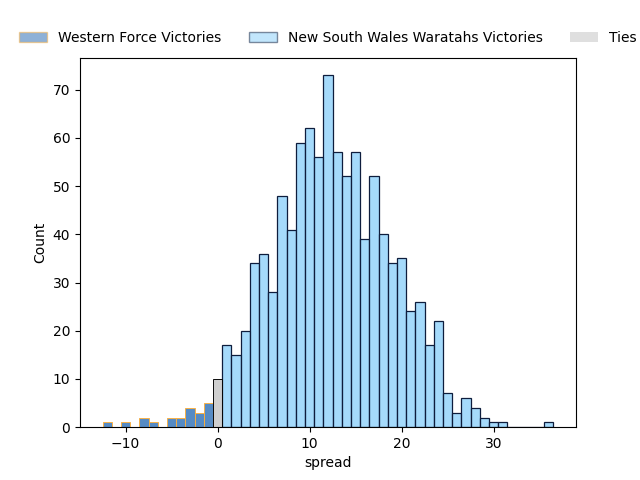 Western Force Victories New South Wales Waratahs Victories Ties
70
60
50
40
30
20
10
0
Count
−10 0 10 20 30
spread